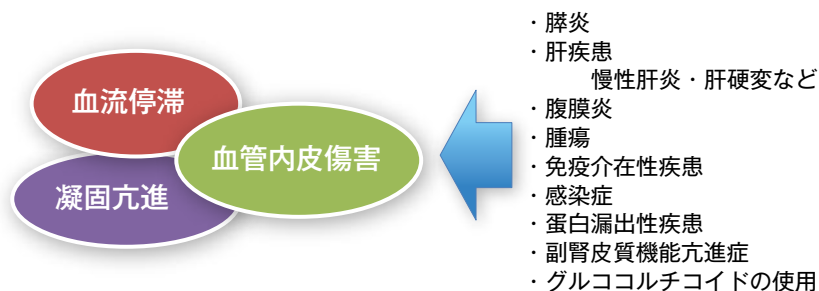 血流停滞
血管内皮傷害
凝固亢進
・膵炎
・肝疾患
慢性肝炎・肝硬変など
・腹膜炎
・腫瘍
・免疫介在性疾患
・感染症
・蛋白漏出性疾患
・副腎皮質機能亢進症
・グルココルチコイドの使用